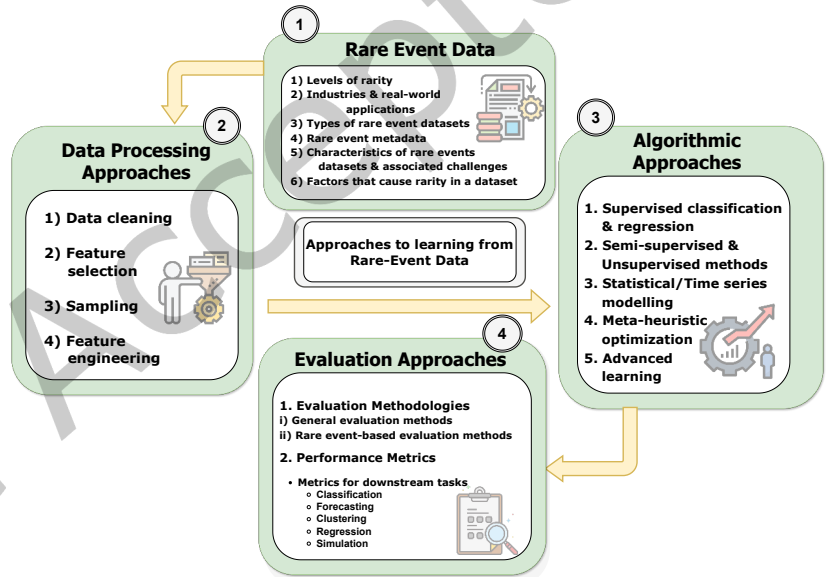 1
Rare Event Data
1) Levels of rarity
2) Industries & real-world
applications
3) Types of rare event datasets
4) Rare event metadata
5) Characteristics of rare events
datasets & associated challenges
6) Factors that cause rarity in a dataset
2
Data Processing
Approaches
1) Data cleaning
2) Feature
selection
3) Sampling
4) Feature
engineering
Approaches to learning from
Rare-Event Data
3
Algorithmic
Approaches
1. Supervised classification
& regression
2. Semi-supervised &
Unsupervised methods
3. Statistical/Time series
modelling
4. Meta-heuristic
optimization
5. Advanced
learning
4
Evaluation Approaches
1. Evaluation Methodologies
i) General evaluation methods
ii) Rare event-based evaluation methods
2. Performance Metrics
• Metrics for downstream tasks
○ Classification
○ Forecasting
○ Clustering
○ Regression
○ Simulation